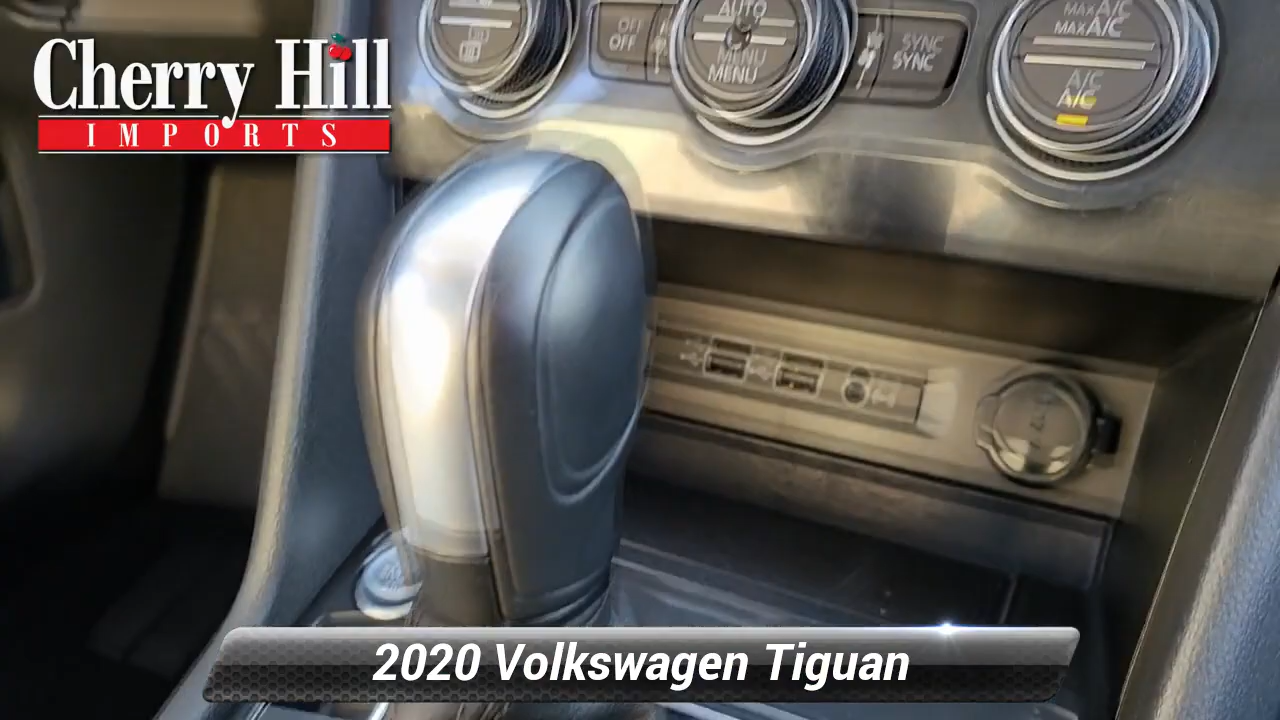 Cherry Hill
IMPORTS
OFF
OFF
AUTO
MENU
MENU
SYNC
SYNC
MAX A/C
MAX A/C
A/C
A/C
2020 Volkswagen Tiguan